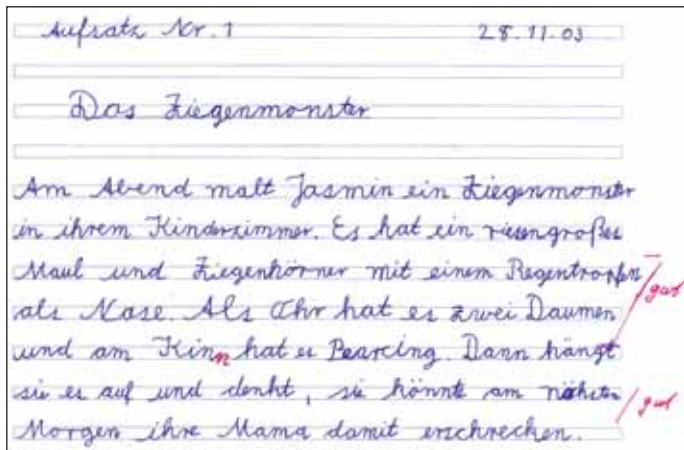 Aufsatz Nr. 1 28.11.03
Das Ziegenmonster
Am Abend malt Jasmin ein Ziegenmonster
in ihrem Kinderzimmer. Es hat ein riesengroßes
Maul und Ziegenhörner mit einem Regentropfen
als Nase. Als Ohr hat es zwei Daumen gut
und am Kinn hat es Pearcing. Dann hängt
sie es auf und denkt, sie könnte am nächsten
Morgen ihre Mama damit erschrecken. gut